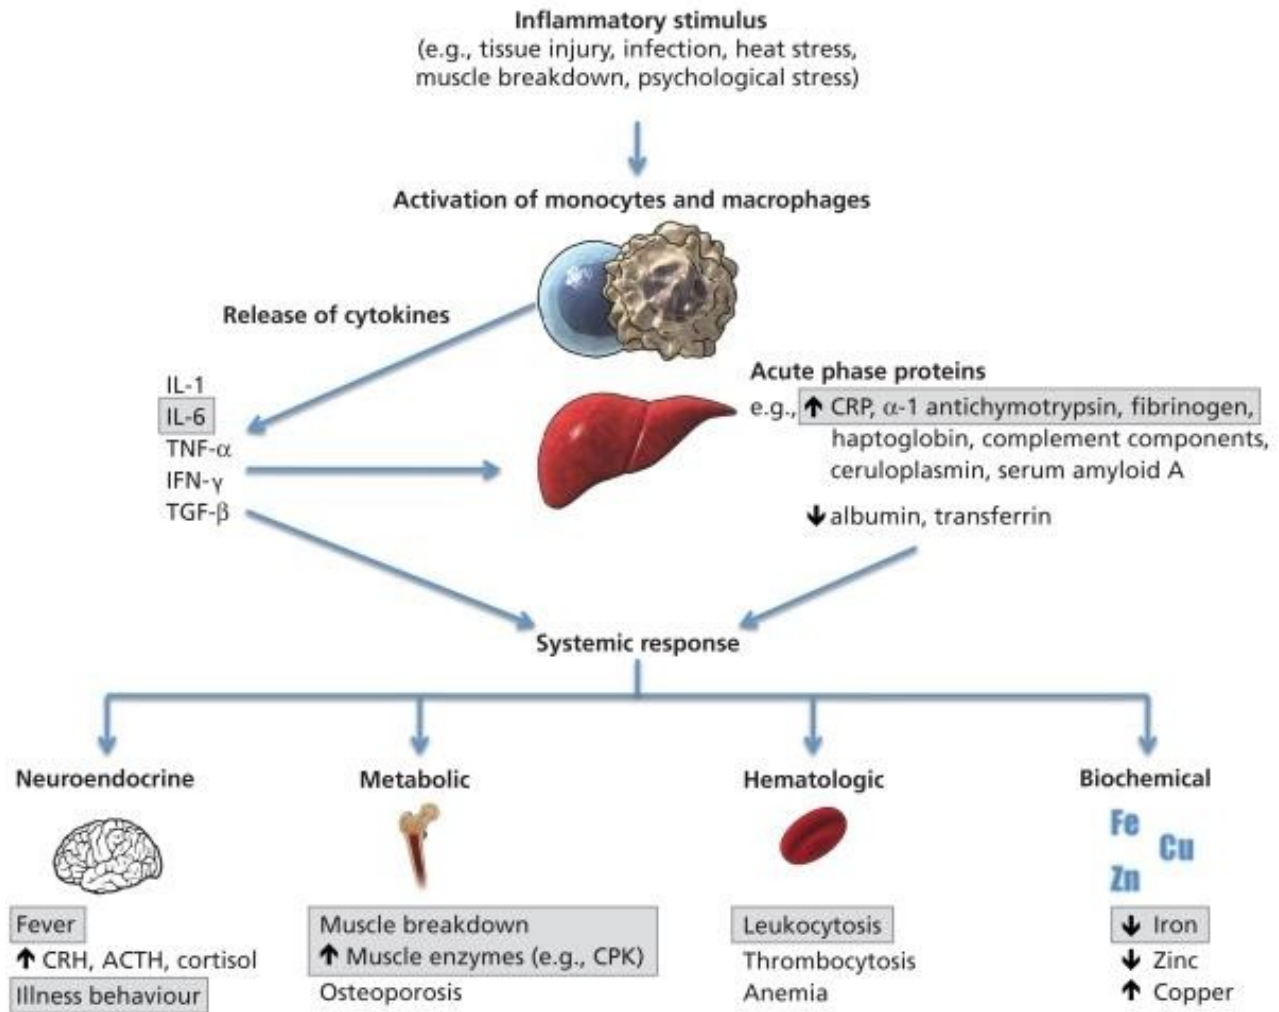 Inflammatory stimulus
(e.g., tissue injury, infection, heat stress,
muscle breakdown, psychological stress)
Activation of monocytes and macrophages
Release of cytokines
IL-1
IL-6
TNF-α
IFN-γ
TGF-β
Acute phase proteins
e.g., ↑ CRP, α-1 antichymotrypsin, fibrinogen,
haptoglobin, complement components,
ceruloplasmin, serum amyloid A
↓ albumin, transferrin
Systemic response
Neuroendocrine
Fever
↑ CRH, ACTH, cortisol
Illness behaviour
Metabolic
Muscle breakdown
↑ Muscle enzymes (e.g., CPK)
Osteoporosis
Hematologic
Leukocytosis
Thrombocytosis
Anemia
Biochemical
Fe
Cu
Zn
↓ Iron
↓ Zinc
↑ Copper